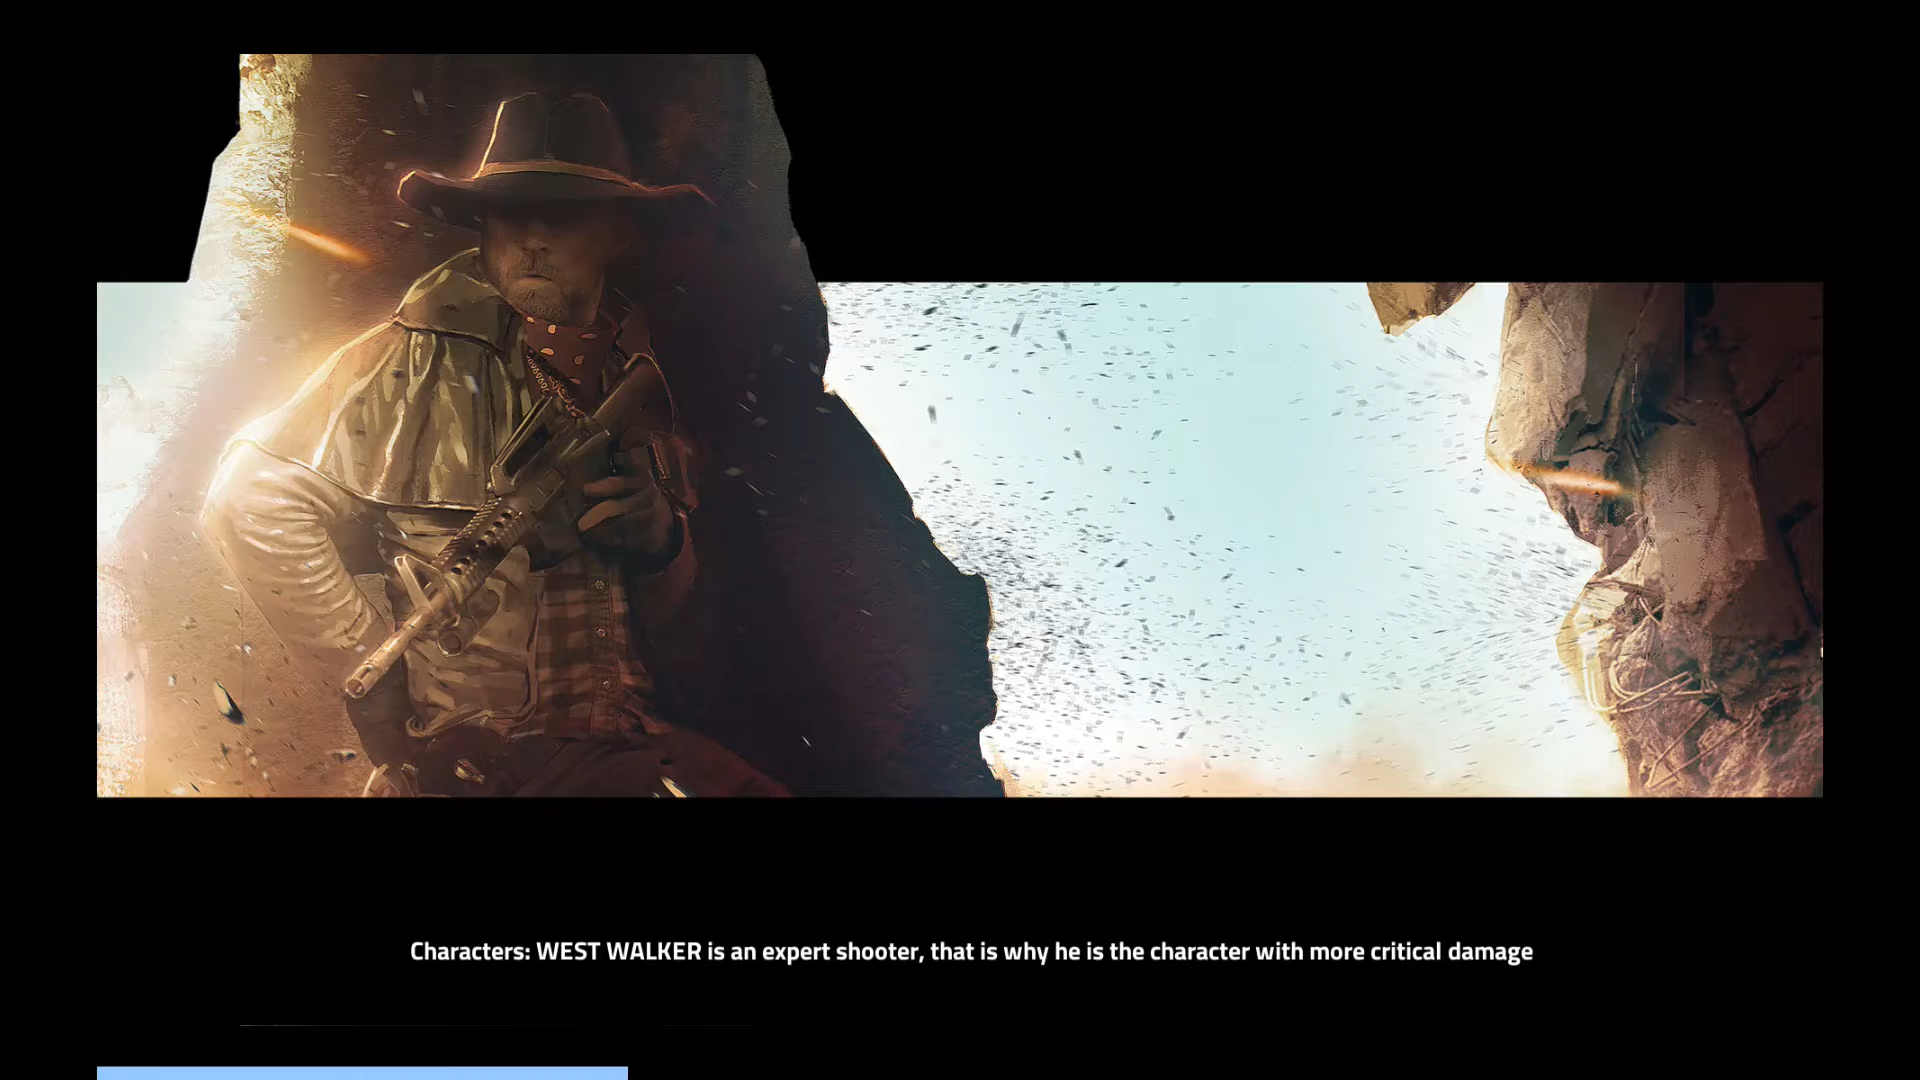 Characters: WEST WALKER is an expert shooter, that is why he is the character with more critical damage